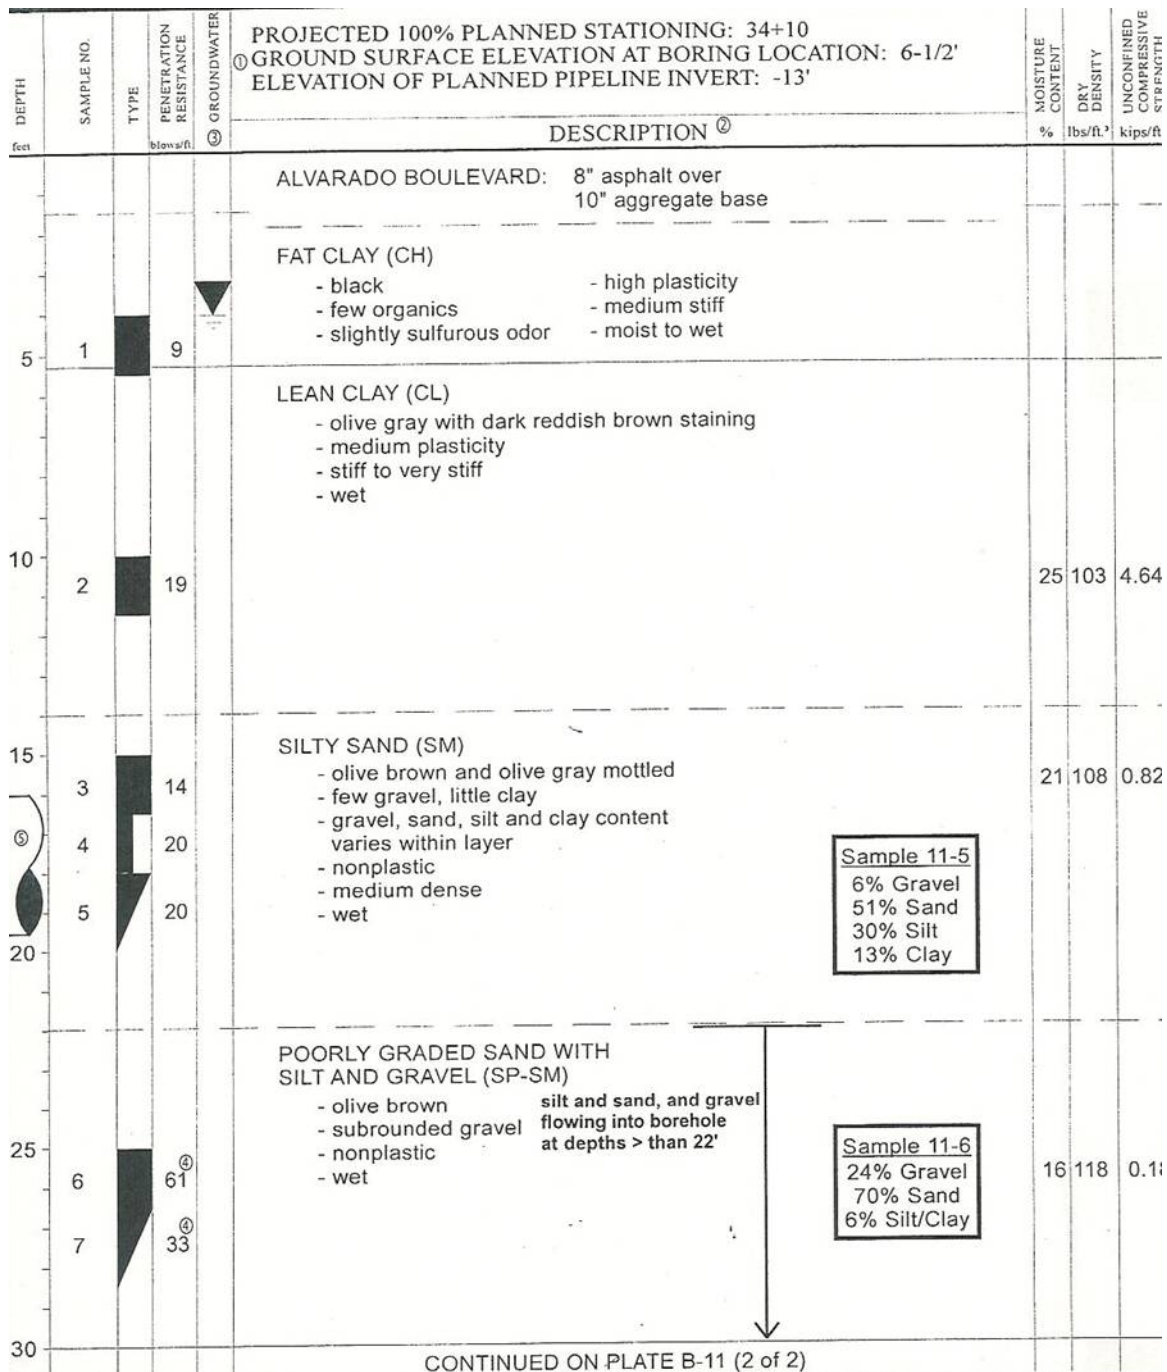 PROJECTED 100% PLANNED STATIONING: 34+10
① GROUND SURFACE ELEVATION AT BORING LOCATION: 6-1/2'
ELEVATION OF PLANNED PIPELINE INVERT: -13'
DEPTH
feet
SAMPLE NO.
TYPE
PENETRATION RESISTANCE
blows/ft.
GROUNDWATER
③
DESCRIPTION ②
MOISTURE CONTENT
%
DRY DENSITY
lbs/ft.³
UNCONFINED COMPRESSIVE STRENGTH
kips/ft
ALVARADO BOULEVARD: 8" asphalt over
10" aggregate base
FAT CLAY (CH)
- black - high plasticity
- few organics - medium stiff
- slightly sulfurous odor - moist to wet
5 1 9
LEAN CLAY (CL)
- olive gray with dark reddish brown staining
- medium plasticity
- stiff to very stiff
- wet
10
2 19 25 103 4.64
15
SILTY SAND (SM)
- olive brown and olive gray mottled
3 14 21 108 0.82
- few gravel, little clay
- gravel, sand, silt and clay content
varies within layer
⑤ 4 20
- nonplastic
- medium dense
- wet
5 20
Sample 11-5
6% Gravel
51% Sand
30% Silt
13% Clay
20
POORLY GRADED SAND WITH
SILT AND GRAVEL (SP-SM)
- olive brown
- subrounded gravel
- nonplastic
- wet
silt and sand, and gravel
flowing into borehole
at depths > than 22'
25
6 61 ④ 16 118 0.18
7 33 ④
Sample 11-6
24% Gravel
70% Sand
6% Silt/Clay
30
CONTINUED ON PLATE B-11 (2 of 2)